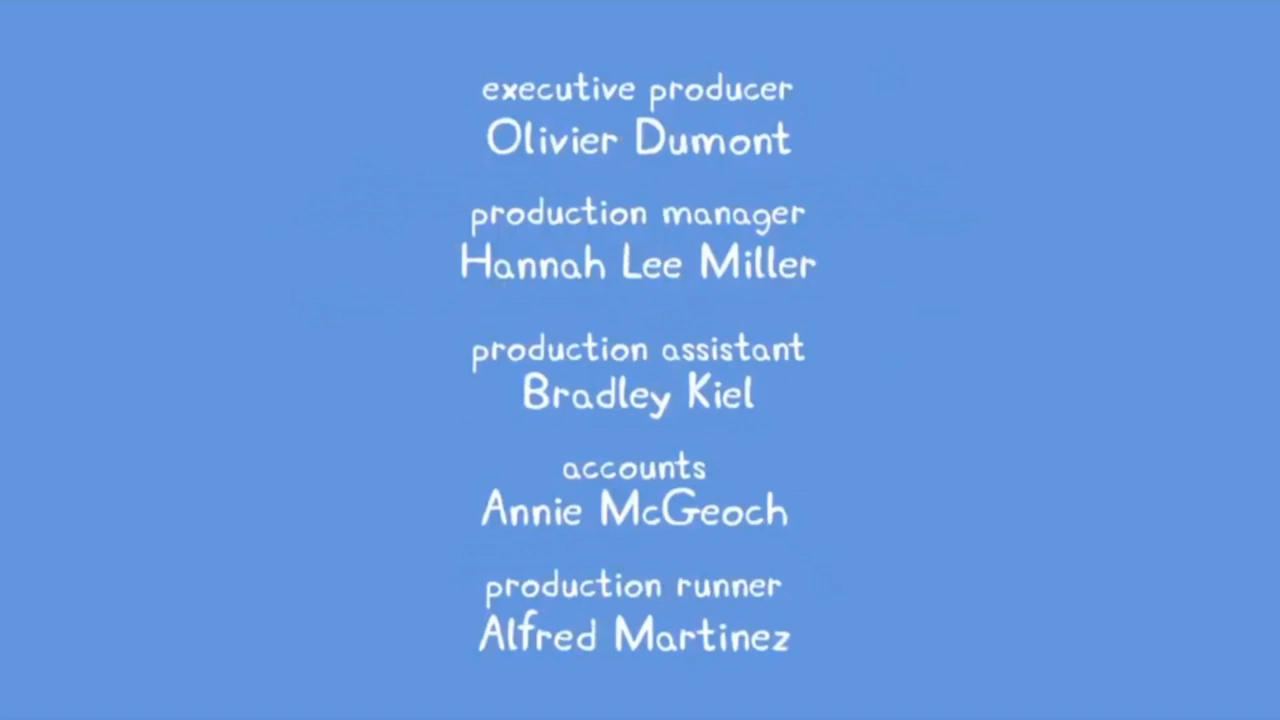 executive producer
Olivier Dumont
production manager
Hannah Lee Miller
production assistant
Bradley Kiel
accounts
Annie McGeoch
production runner
Alfred Martinez